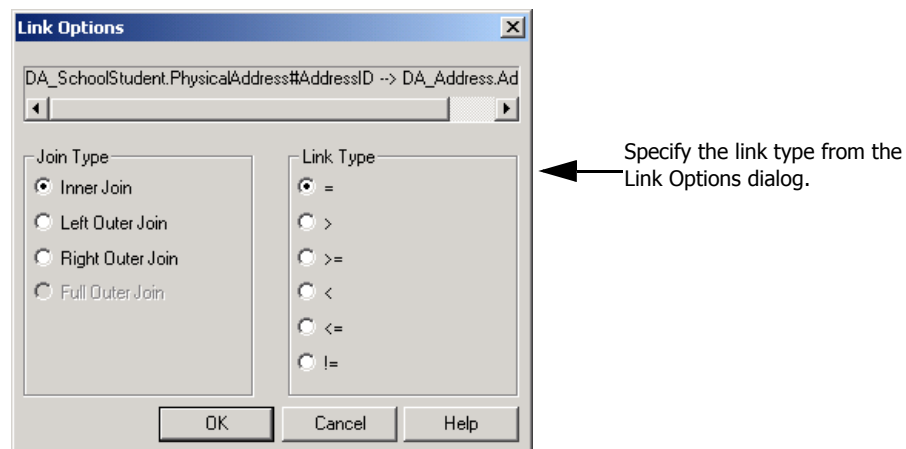 Link Options
DA_SchoolStudent.PhysicalAddress#AddressID --> DA_Address.Ad
Join Type
Inner Join
Left Outer Join
Right Outer Join
Full Outer Join
Link Type
=
>
>=
<
<=
!=
OK
Cancel
Help
Specify the link type from the
Link Options dialog.